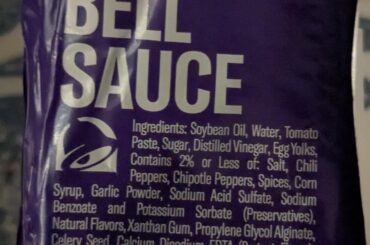 BELL
SAUCE
Ingredients: Soybean Oil, Water, Tomato
Paste, Sugar, Distilled Vinegar, Egg Yolks,
Contains 2% or Less of: Salt, Chili
Peppers, Chipotle Peppers, Spices, Corn
Syrup, Garlic Powder, Sodium Acid Sulfate, Sodium
Benzoate and Potassium Sorbate (Preservatives),
Natural Flavors, Xanthan Gum, Propylene Glycol Alginate,
Celery Seed, Calcium Disodium EDTA